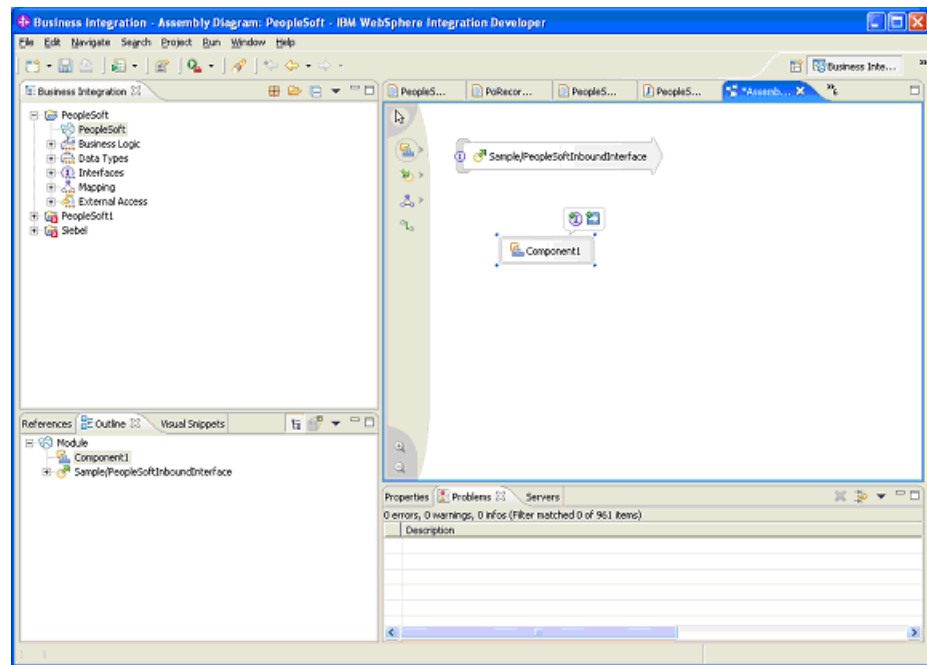 Business Integration - Assembly Diagram: PeopleSoft - IBM WebSphere Integration Developer
File Edit Navigate Search Project Run Window Help
Business Inte...
Business Integration
PeopleSoft
PeopleSoft
Business Logic
Data Types
Interfaces
Mapping
External Access
PeopleSoft1
Siebel
PeopleS...
PoRecor...
PeopleS...
PeopleS...
*Assemb...
Sample/PeopleSoftInboundInterface
Component1
References Outline Visual Snippets
Module
Component1
Sample/PeopleSoftInboundInterface
Properties Problems Servers
0 errors, 0 warnings, 0 infos (Filter matched 0 of 961 items)
Description